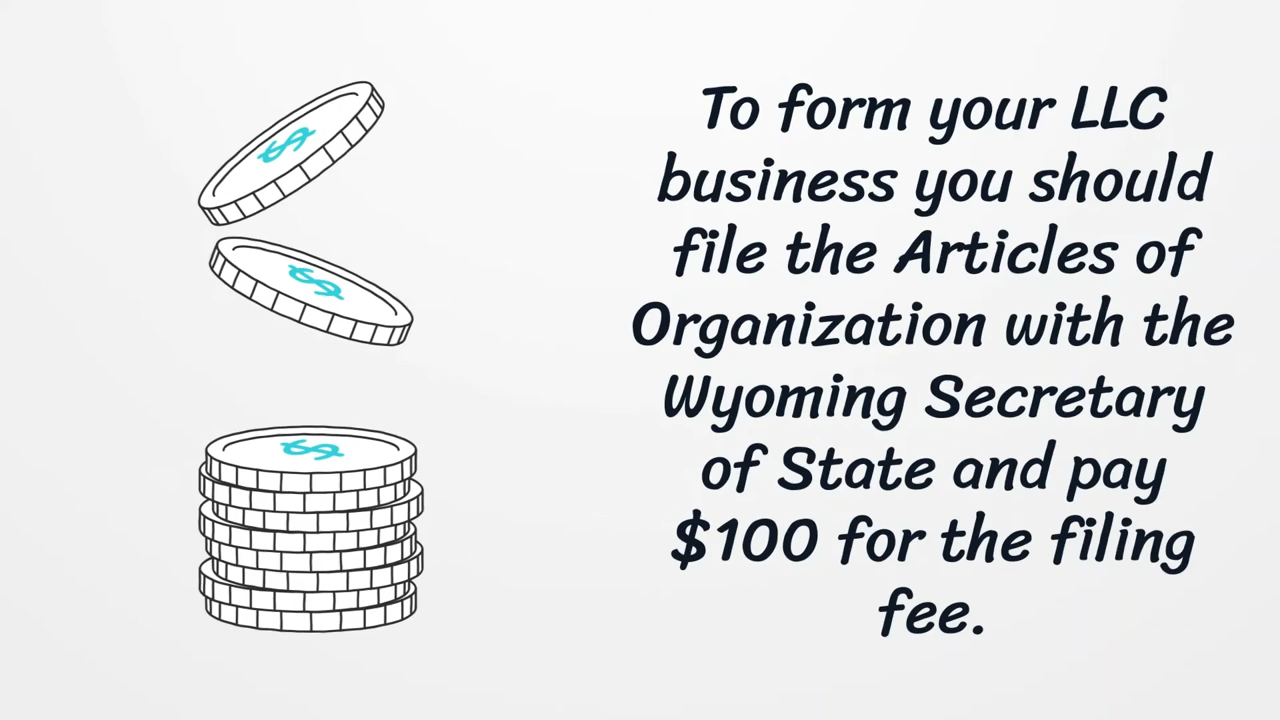 To form your LLC
business you should
file the Articles of
Organization with the
Wyoming Secretary
of State and pay
$100 for the filing
fee.
$
$
$